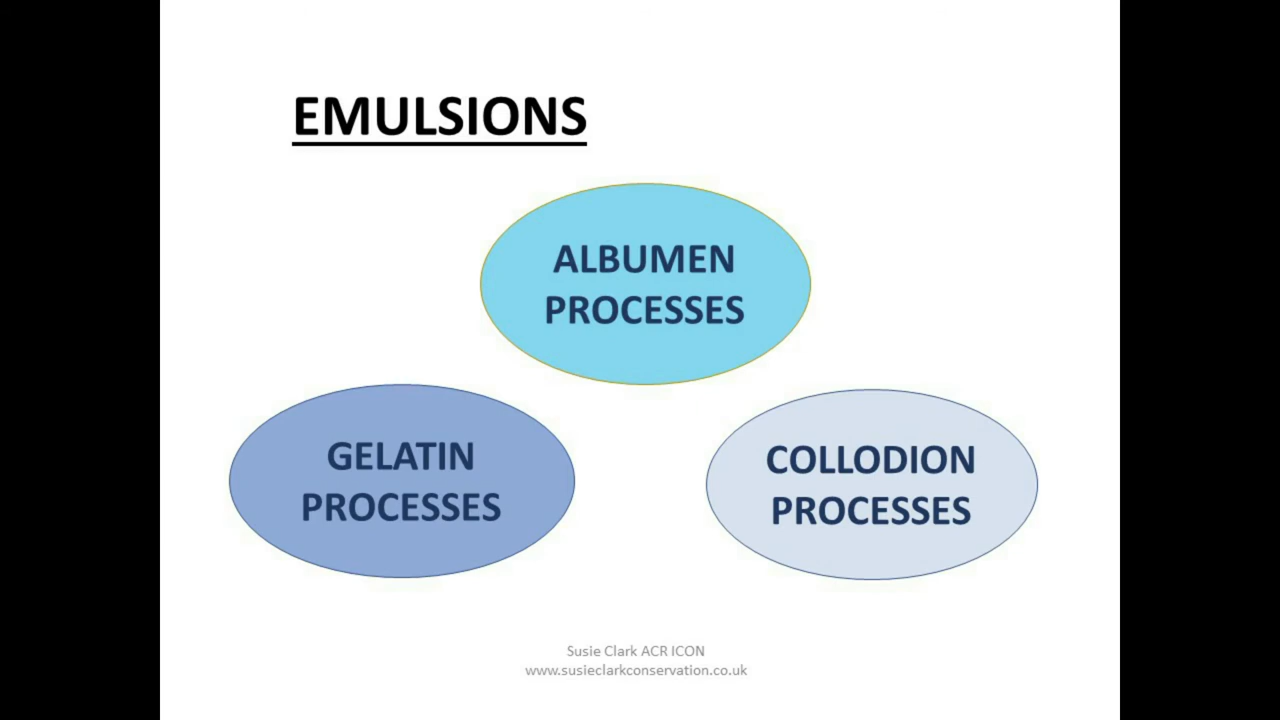 EMULSIONS
ALBUMEN
PROCESSES
GELATIN
PROCESSES
COLLODION
PROCESSES
Susie Clark ACR ICON
www.susieclarkconservation.co.uk